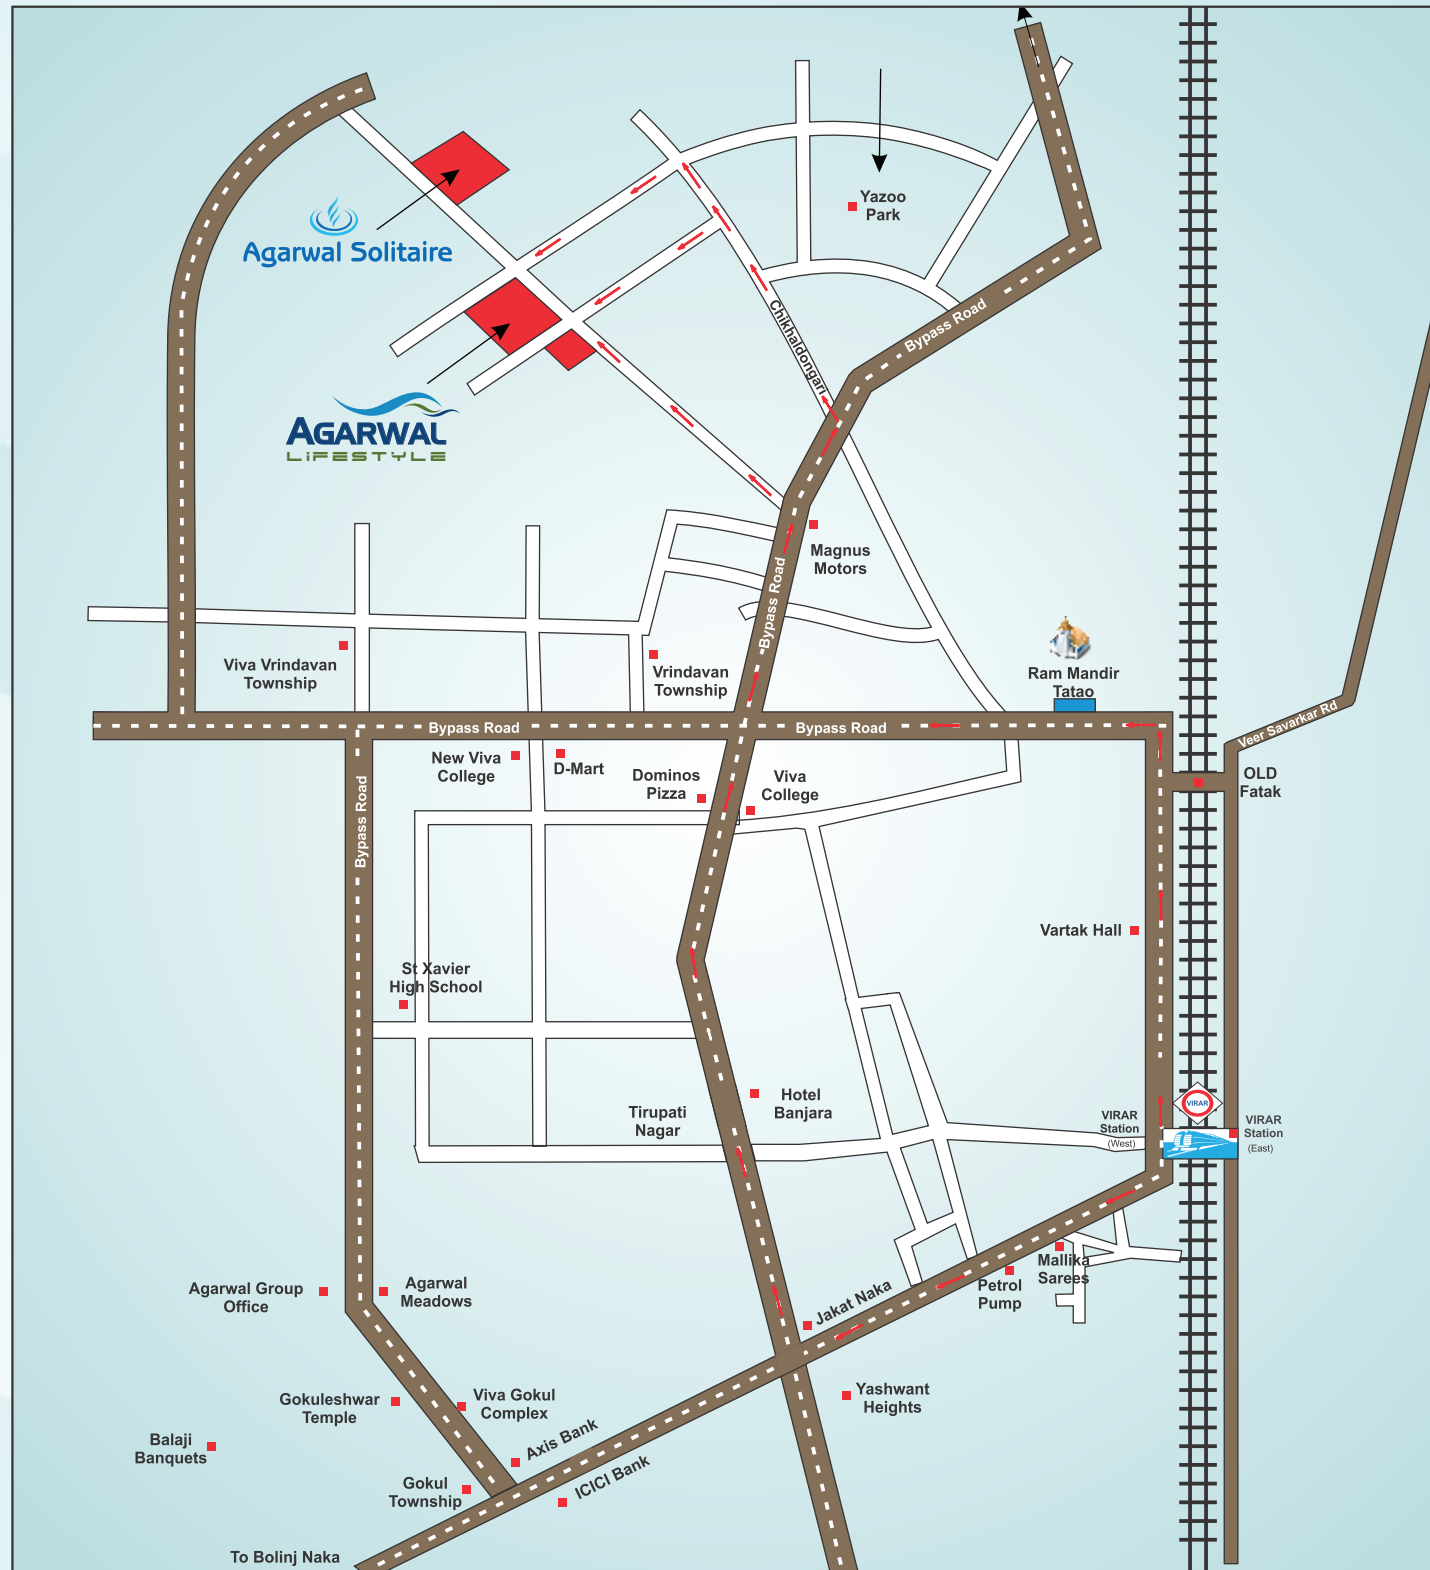 Yazoo
Park
Agarwal Solitaire
Chikhaldongari
Bypass Road
AGARWAL
LIFESTYLE
Magnus
Motors
Bypass Road
Viva Vrindavan
Township
Vrindavan
Township
Ram Mandir
Tatao
Bypass Road
Bypass Road
Veer Savarkar Rd
New Viva
College
D-Mart
Dominos
Pizza
Viva
College
OLD
Fatak
Bypass Road
Vartak Hall
St Xavier
High School
Hotel
Banjara
Tirupati
Nagar
VIRAR
VIRAR
Station
(West)
VIRAR
Station
(East)
Mallika
Sarees
Petrol
Pump
Jakat Naka
Agarwal Group
Office
Agarwal
Meadows
Gokuleshwar
Temple
Viva Gokul
Complex
Yashwant
Heights
Balaji
Banquets
Axis Bank
ICICI Bank
Gokul
Township
To Bolinj Naka